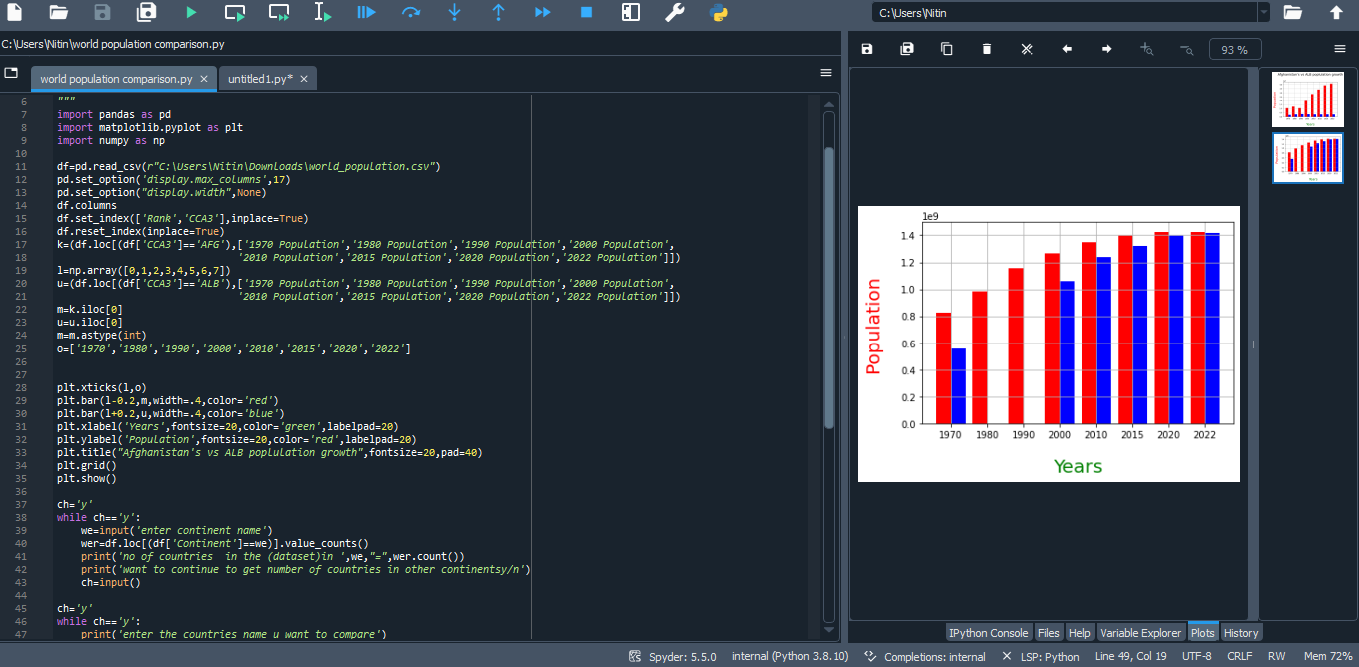 C:\Users\Nitin
C:\Users\Nitin\world population comparison.py
world population comparison.py
untitled1.py*
6 """
7 import pandas as pd
8 import matplotlib.pyplot as plt
9 import numpy as np
10
11 df=pd.read_csv(r"C:\Users\Nitin\Downloads\world_population.csv")
12 pd.set_option('display.max_columns',17)
13 pd.set_option("display.width",None)
14 df.columns
15 df.set_index(['Rank','CCA3'],inplace=True)
16 df.reset_index(inplace=True)
17 k=(df.loc[(df['CCA3']=='AFG'),['1970 Population','1980 Population','1990 Population','2000 Population',
18 '2010 Population','2015 Population','2020 Population','2022 Population']])
19 l=np.array([0,1,2,3,4,5,6,7])
20 u=(df.loc[(df['CCA3']=='ALB'),['1970 Population','1980 Population','1990 Population','2000 Population',
21 '2010 Population','2015 Population','2020 Population','2022 Population']])
22 m=k.iloc[0]
23 u=u.iloc[0]
24 m=m.astype(int)
25 o=['1970','1980','1990','2000','2010','2015','2020','2022']
26
27
28 plt.xticks(l,o)
29 plt.bar(l-0.2,m,width=.4,color='red')
30 plt.bar(l+0.2,u,width=.4,color='blue')
31 plt.xlabel('Years',fontsize=20,color='green',labelpad=20)
32 plt.ylabel('Population',fontsize=20,color='red',labelpad=20)
33 plt.title("Afghanistan's vs ALB poplulation growth",fontsize=20,pad=40)
34 plt.grid()
35 plt.show()
36
37 ch='y'
38 while ch=='y':
39 we=input('enter continent name')
40 wer=df.loc[(df['Continent']==we)].value_counts()
41 print('no of countries  in the (dataset)in ',we,"=",wer.count())
42 print('want to continue to get number of countries in other continentsy/n')
43 ch=input()
44
45 ch='y'
46 while ch=='y':
47 print('enter the countries name u want to compare')
93 %
1e9
1.4
1.2
1.0
0.8
0.6
0.4
0.2
0.0
Population
1970 1980 1990 2000 2010 2015 2020 2022
Years
IPython Console Files Help Variable Explorer Plots History
Spyder: 5.5.0 internal (Python 3.8.10) Completions: internal LSP: Python Line 49, Col 19 UTF-8 CRLF RW Mem 72%